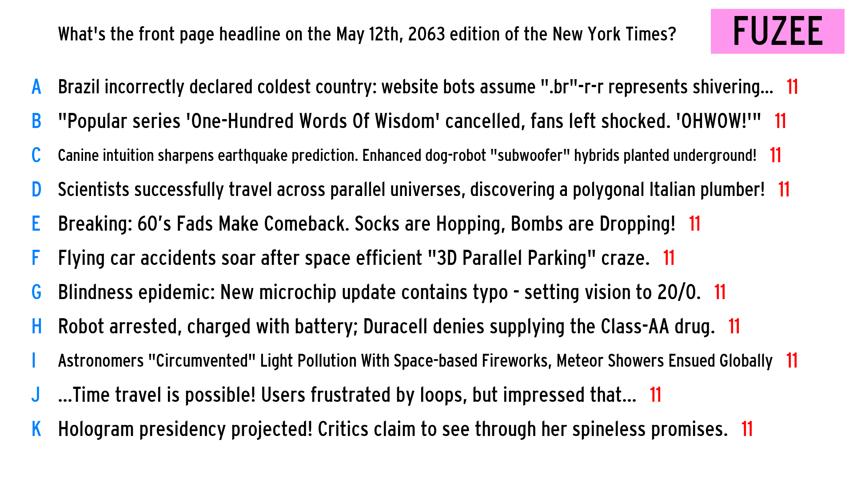 What's the front page headline on the May 12th, 2063 edition of the New York Times? FUZEE
A Brazil incorrectly declared coldest country: website bots assume ".br"-r-r represents shivering... 11
B "Popular series 'One-Hundred Words Of Wisdom' cancelled, fans left shocked. 'OHWOW!'" 11
C Canine intuition sharpens earthquake prediction. Enhanced dog-robot "subwoofer" hybrids planted underground! 11
D Scientists successfully travel across parallel universes, discovering a polygonal Italian plumber! 11
E Breaking: 60's Fads Make Comeback. Socks are Hopping, Bombs are Dropping! 11
F Flying car accidents soar after space efficient "3D Parallel Parking" craze. 11
G Blindness epidemic: New microchip update contains typo - setting vision to 20/0. 11
H Robot arrested, charged with battery; Duracell denies supplying the Class-AA drug. 11
I Astronomers "Circumvented" Light Pollution With Space-based Fireworks, Meteor Showers Ensued Globally 11
J ...Time travel is possible! Users frustrated by loops, but impressed that... 11
K Hologram presidency projected! Critics claim to see through her spineless promises. 11